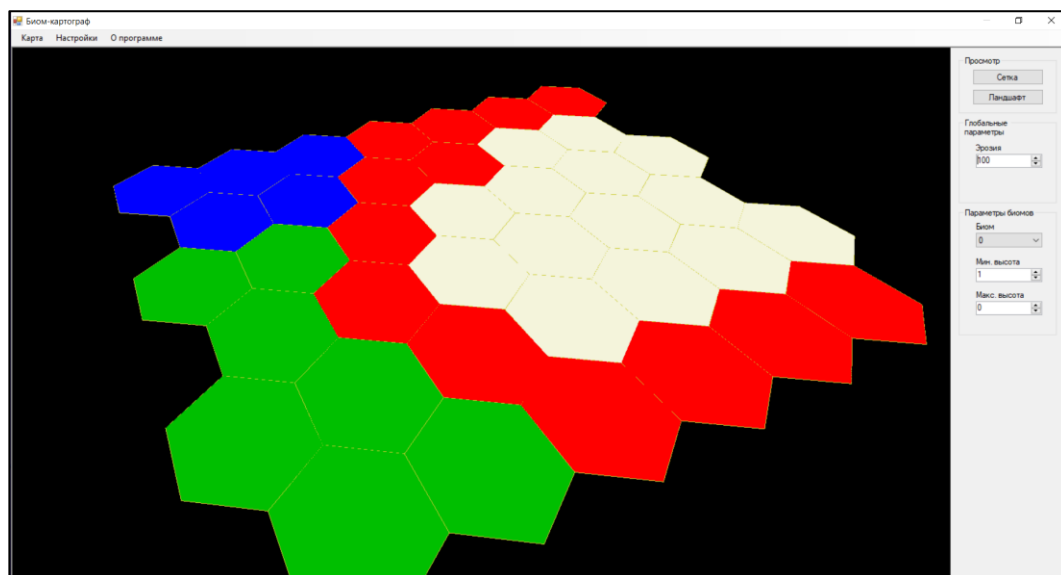 Биом-картограф
Карта Настройки О программе
Просмотр
Сетка
Ландшафт
Глобальные
параметры
Эрозия
100
Параметры биомов
Биом
0
Мин. высота
1
Макс. высота
0